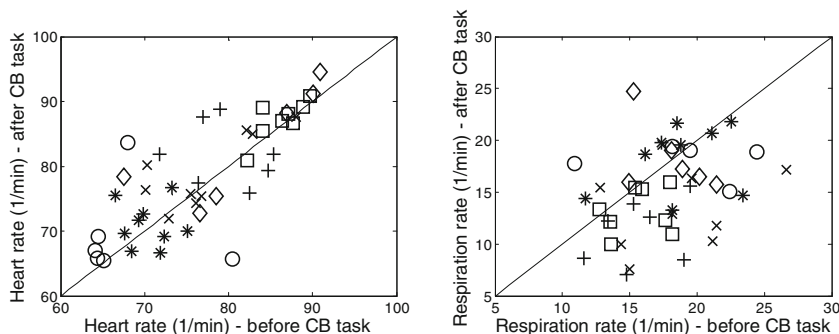 Heart rate (1/min) - after CB task
100
90
80
70
60
60 70 80 90 100
Heart rate (1/min) - before CB task
Respiration rate (1/min) - after CB task
30
25
20
15
10
5
5 10 15 20 25 30
Respiration rate (1/min) - before CB task